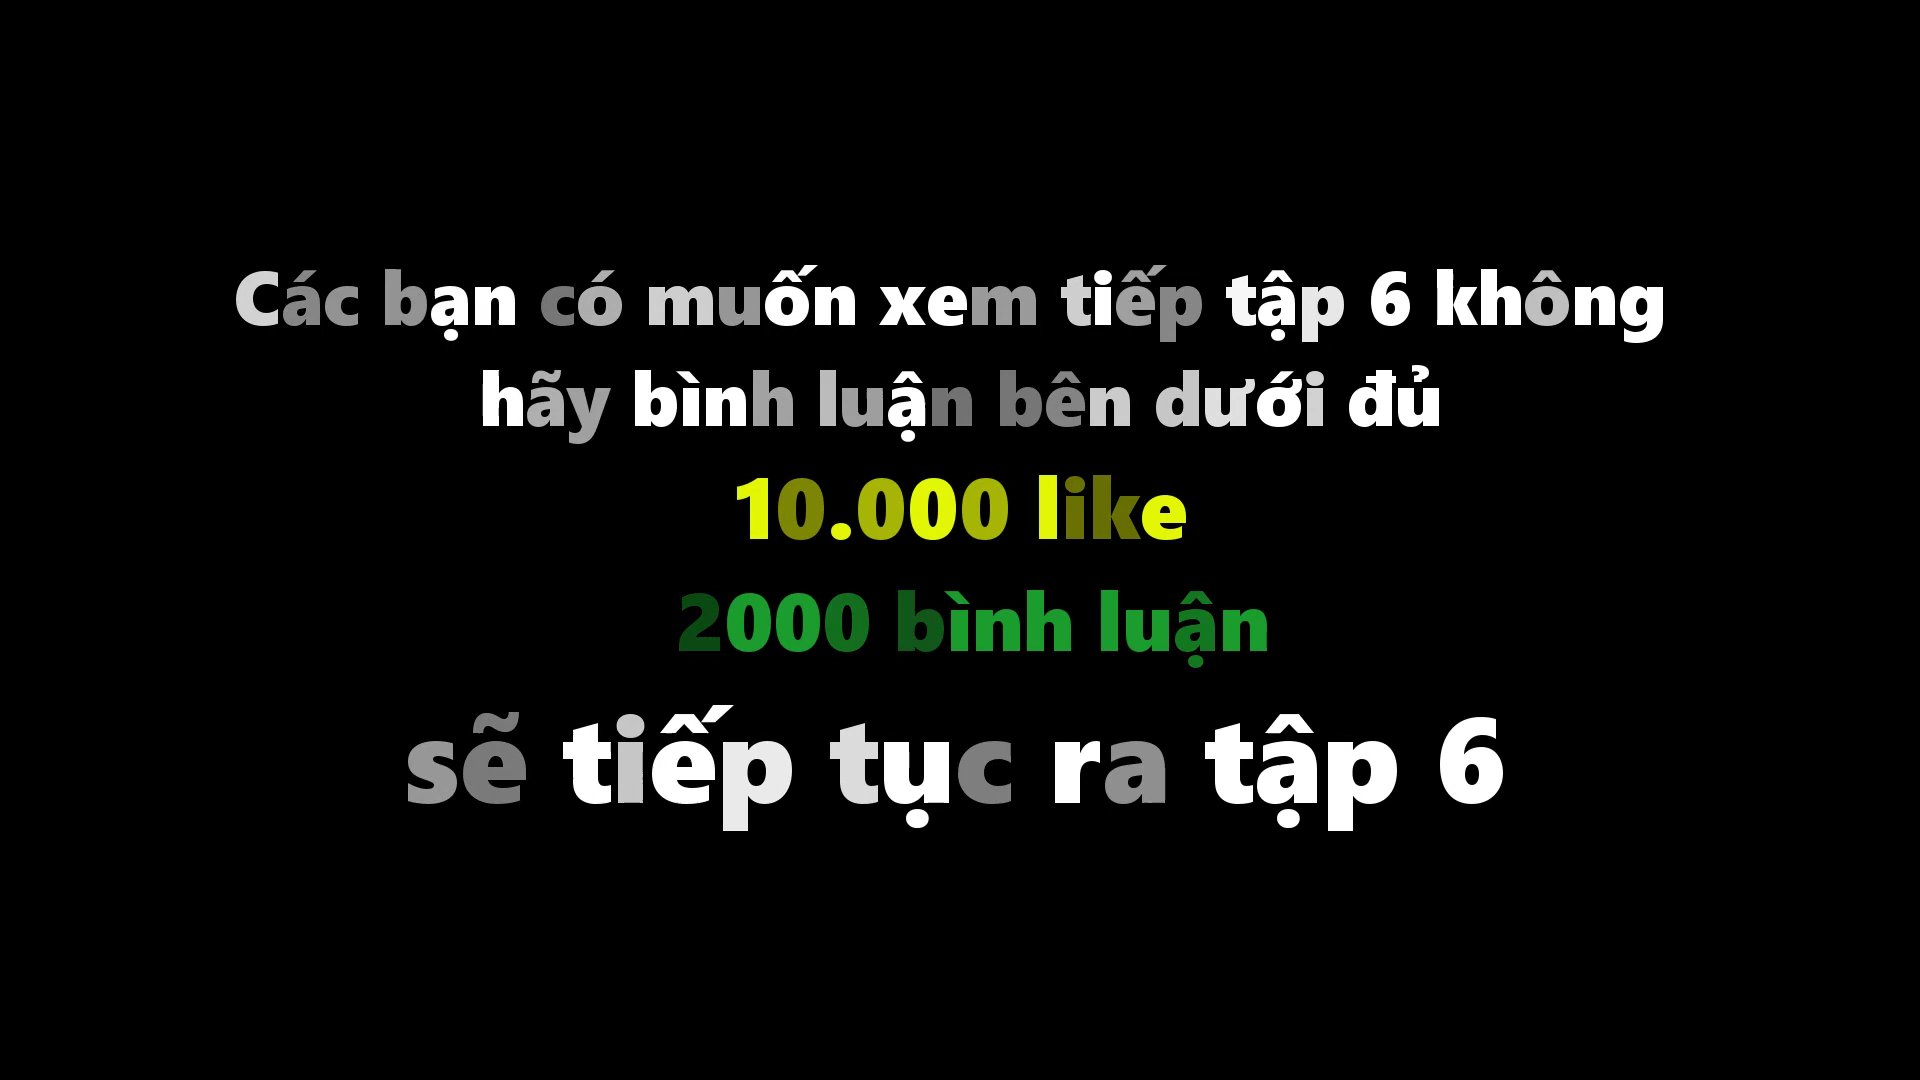 Các bạn có muốn xem tiếp tập 6 không
hãy bình luận bên dưới đủ
10.000 like
2000 bình luận
sẽ tiếp tục ra tập 6